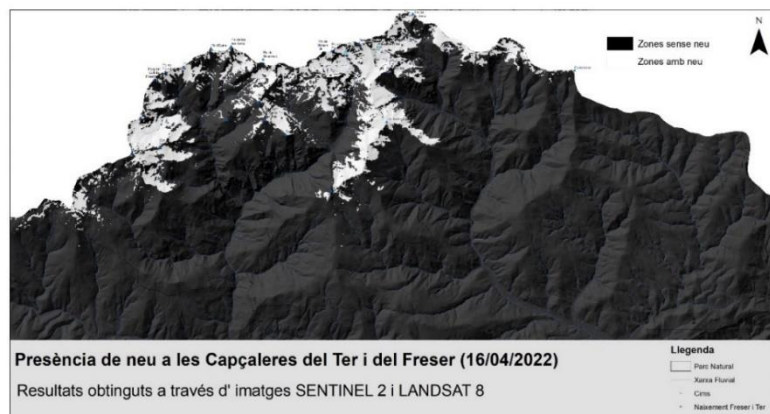 N
Zones sense neu
Zones amb neu
Presència de neu a les Capçaleres del Ter i del Freser (16/04/2022)
Resultats obtinguts a través d' imatges SENTINEL 2 i LANDSAT 8
Llegenda
Parc Natural
Xarxa Fluvial
Cims
Naixement Freser i Ter